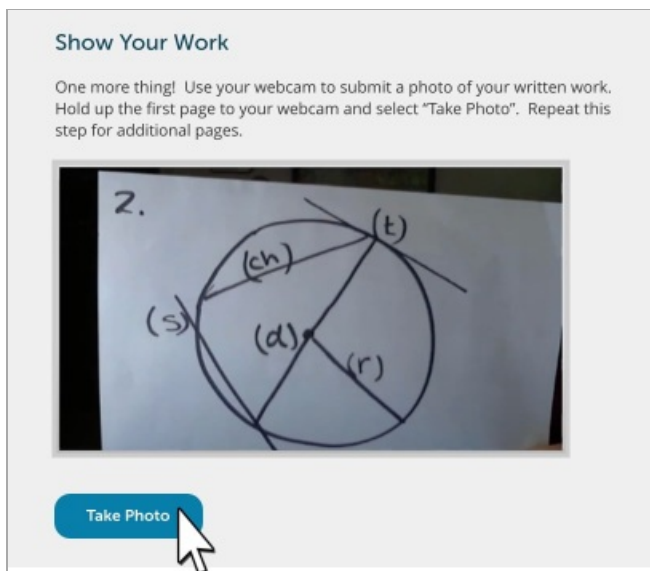 Show Your Work
One more thing! Use your webcam to submit a photo of your written work.
Hold up the first page to your webcam and select “Take Photo”. Repeat this
step for additional pages.
2.
(t)
(ch)
(s)
(d)
(r)
Take Photo